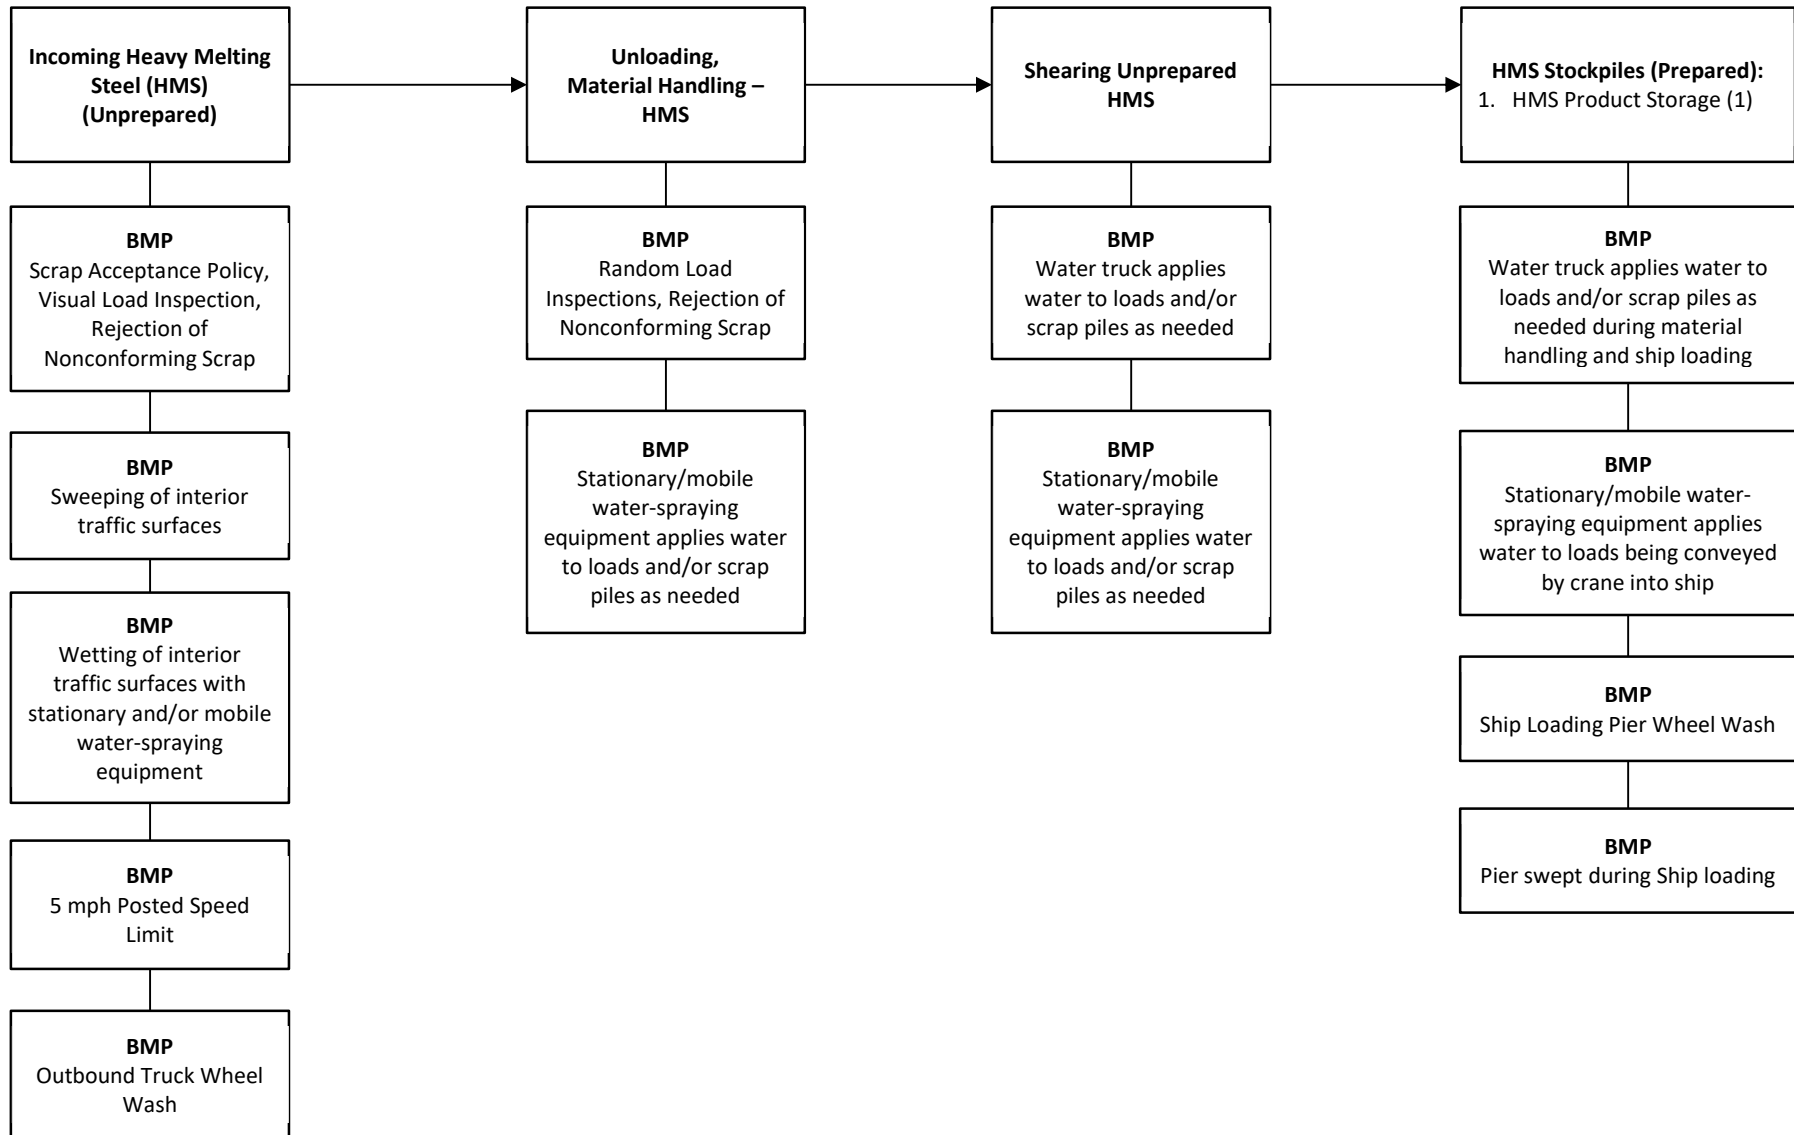 Incoming Heavy Melting
Steel (HMS)
(Unprepared)
Unloading,
Material Handling –
HMS
Shearing Unprepared
HMS
HMS Stockpiles (Prepared):
1. HMS Product Storage (1)
BMP
Scrap Acceptance Policy,
Visual Load Inspection,
Rejection of
Nonconforming Scrap
BMP
Random Load
Inspections, Rejection of
Nonconforming Scrap
BMP
Water truck applies
water to loads and/or
scrap piles as needed
BMP
Water truck applies water to
loads and/or scrap piles as
needed during material
handling and ship loading
BMP
Sweeping of interior
traffic surfaces
BMP
Stationary/mobile
water-spraying
equipment applies water
to loads and/or scrap
piles as needed
BMP
Stationary/mobile
water-spraying
equipment applies water
to loads and/or scrap
piles as needed
BMP
Stationary/mobile water-
spraying equipment applies
water to loads being conveyed
by crane into ship
BMP
Wetting of interior
traffic surfaces with
stationary and/or mobile
water-spraying
equipment
BMP
Ship Loading Pier Wheel Wash
BMP
5 mph Posted Speed
Limit
BMP
Pier swept during Ship loading
BMP
Outbound Truck Wheel
Wash